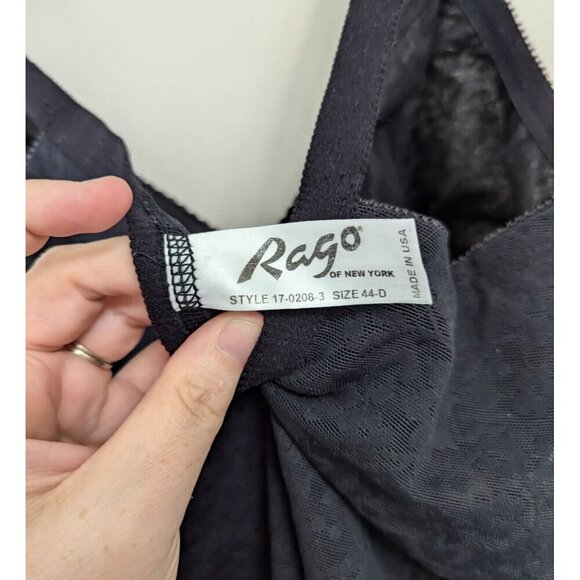 Rago®
OF NEW YORK
STYLE 17-0208-3 SIZE 44-D
MADE IN USA